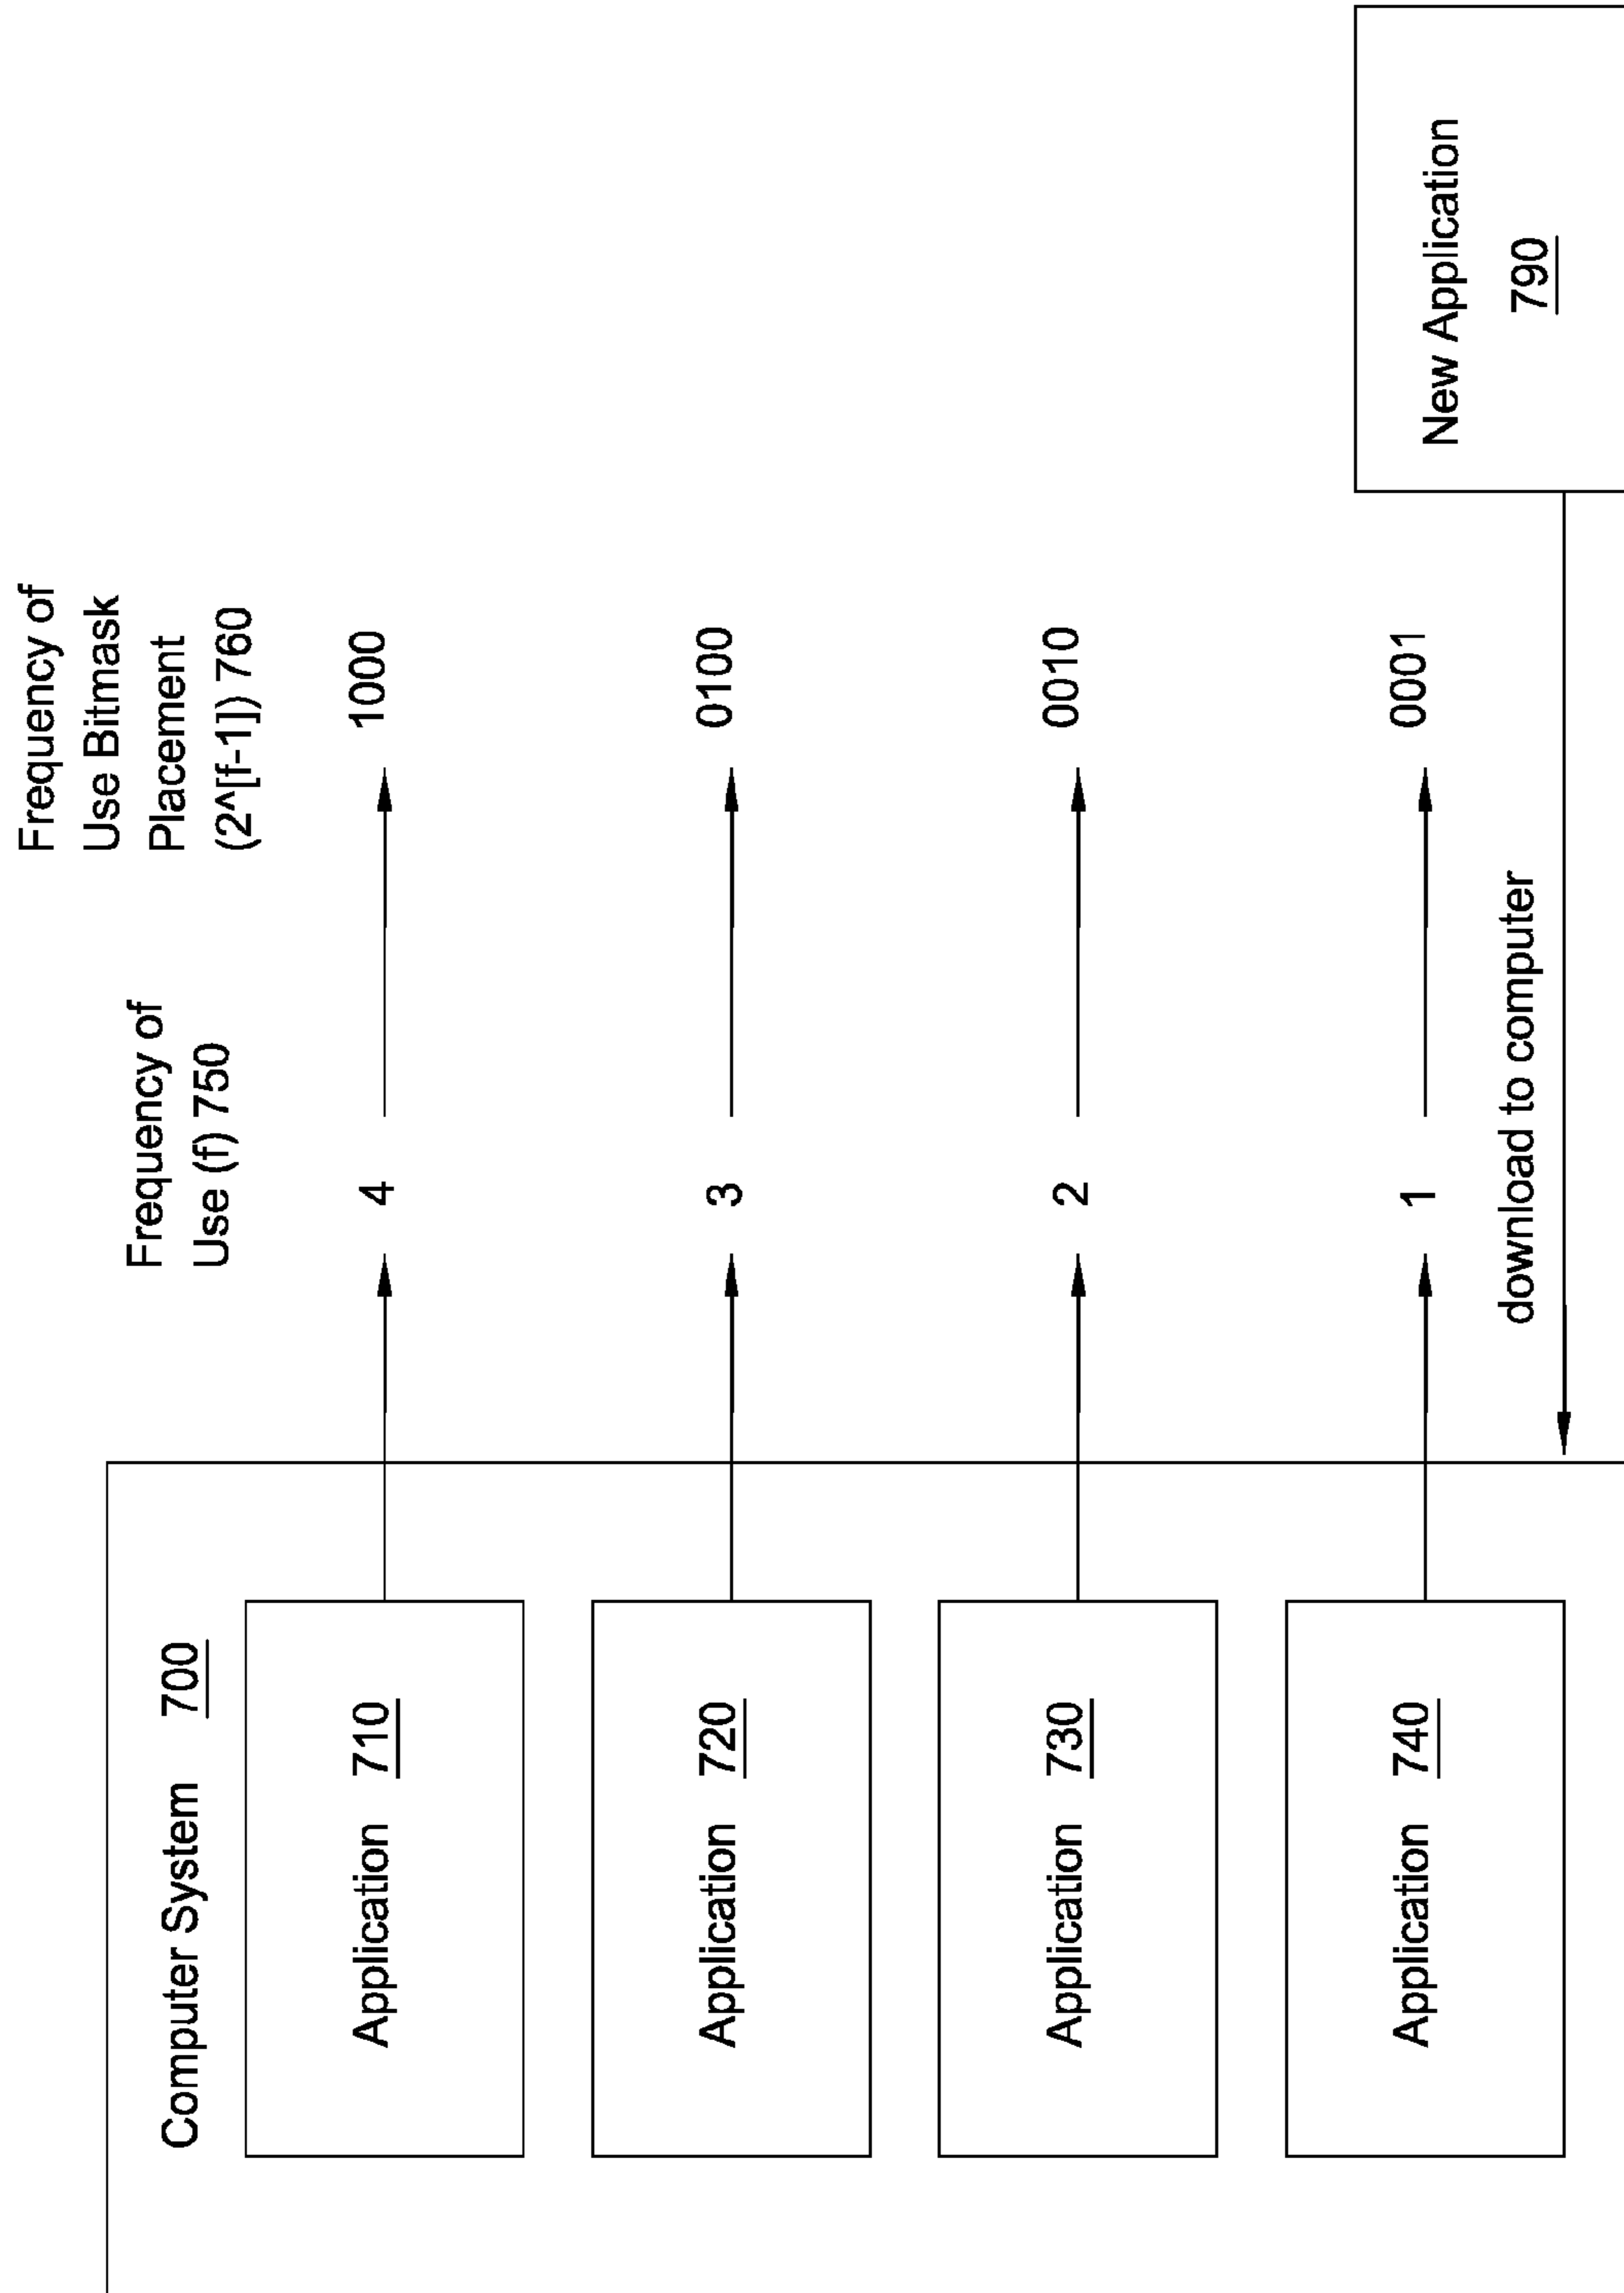 Frequency of
Use Bitmask
Placement
(2^[f-1]) 760
Frequency of
Use (f) 750
Computer System 700
Application 710
4
1000
Application 720
3
0100
Application 730
2
0010
Application 740
1
0001
download to computer
New Application
790